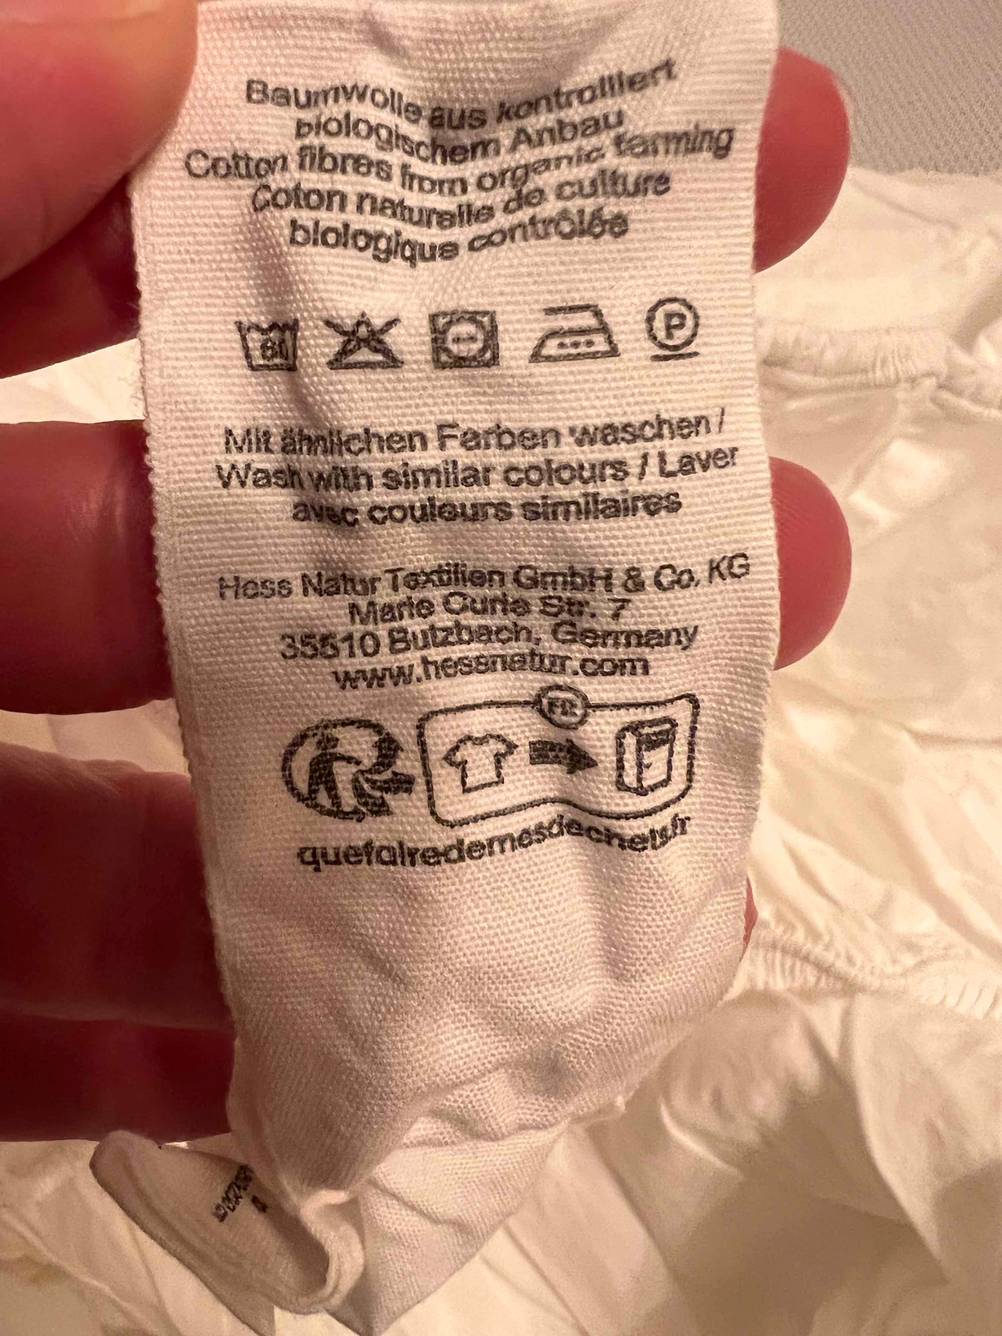 Baumwolle aus kontrolliert
biologischem Anbau
Cotton fibres from organic farming
Coton naturelle de culture
biologique contrôlée
60
P
Mit ähnlichen Farben waschen /
Wash with similar colours / Laver
avec couleurs similaires
Hess Natur Textilien GmbH & Co. KG
Marie Curie Str. 7
35510 Butzbach, Germany
www.hessnatur.com
FR
quefairedemesdechets.fr